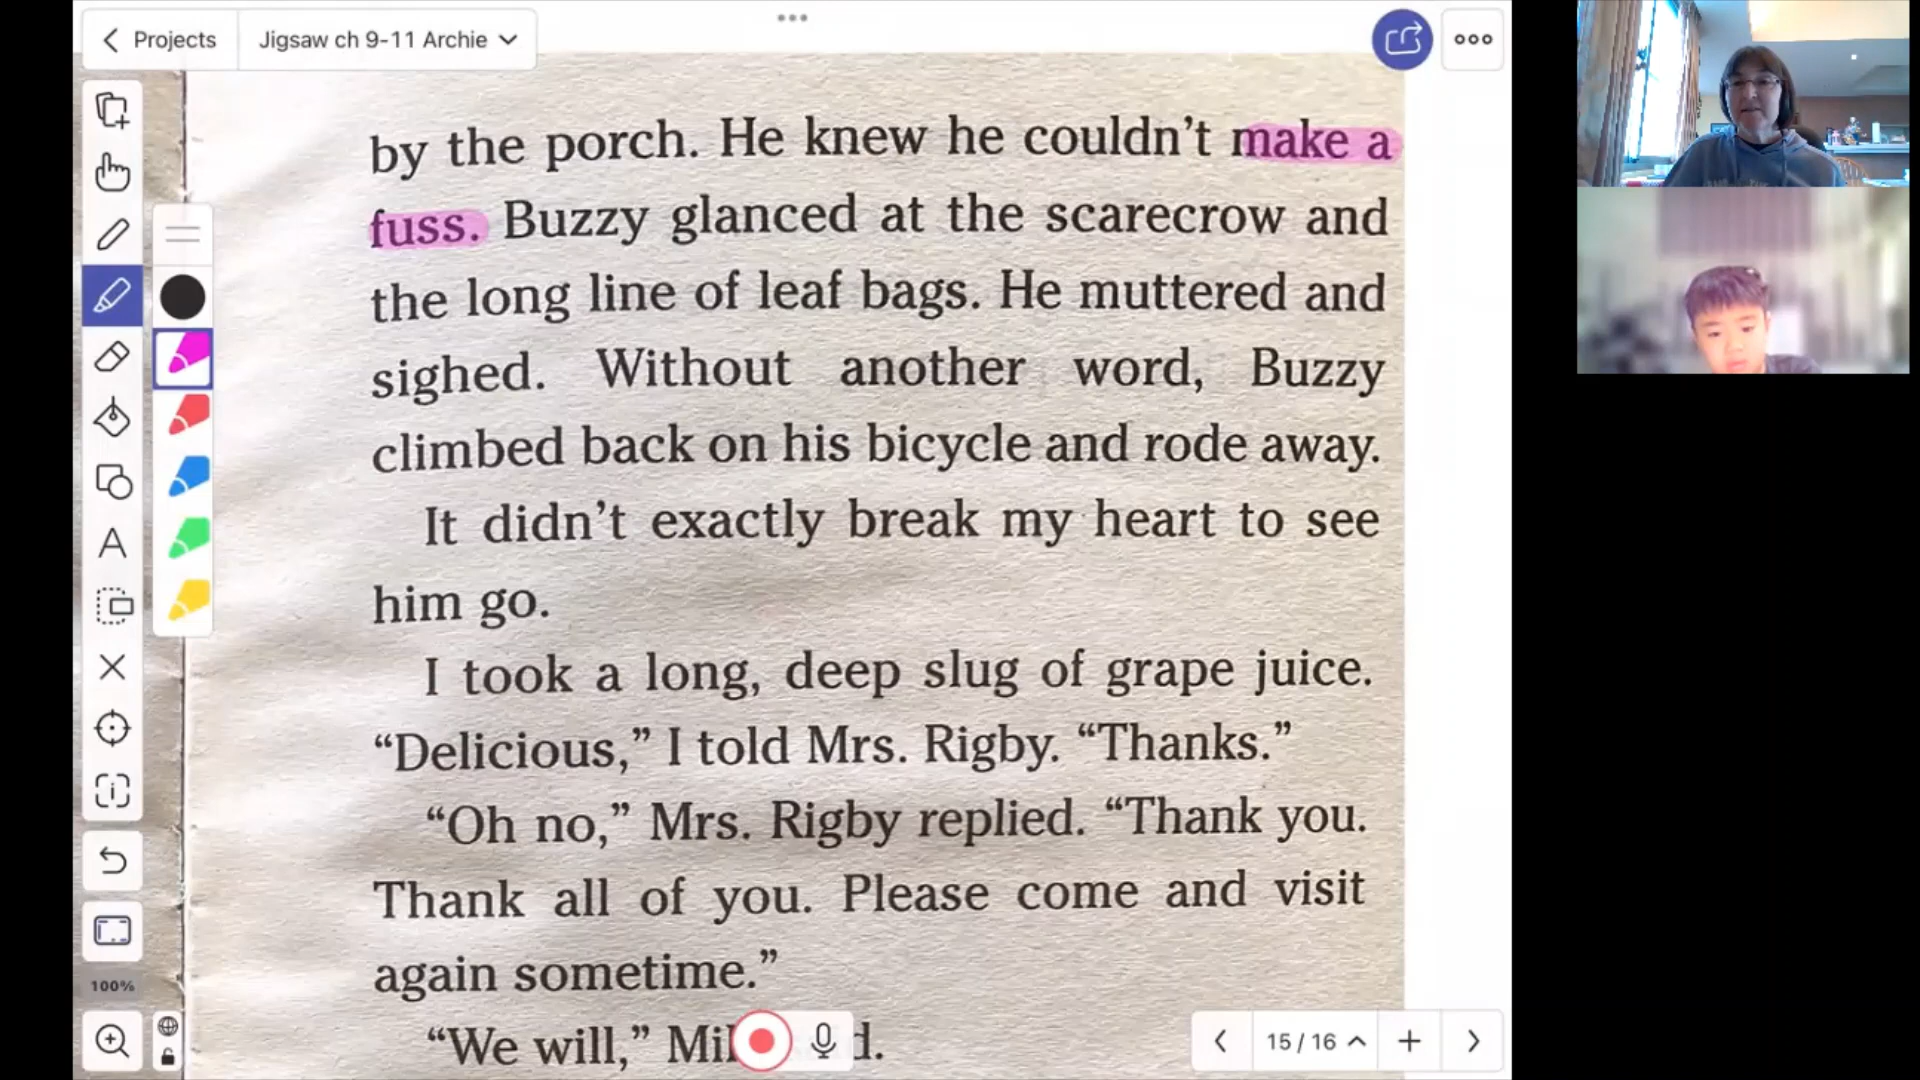 Projects
Jigsaw ch 9-11 Archie
by the porch. He knew he couldn’t make a
fuss. Buzzy glanced at the scarecrow and
the long line of leaf bags. He muttered and
sighed. Without another word, Buzzy
climbed back on his bicycle and rode away.
It didn’t exactly break my heart to see
him go.
I took a long, deep slug of grape juice.
“Delicious,” I told Mrs. Rigby. “Thanks.”
“Oh no,” Mrs. Rigby replied. “Thank you.
Thank all of you. Please come and visit
again sometime.”
“We will,”
100%
15 / 16